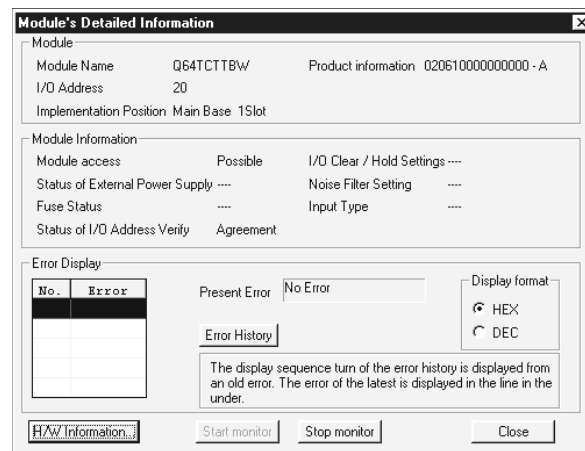 Module's Detailed Information
Module
Module Name Q64TCTTBW Product information 020610000000000 - A
I/O Address 20
Implementation Position Main Base 1Slot
Module Information
Module access Possible I/O Clear / Hold Settings ----
Status of External Power Supply ---- Noise Filter Setting ----
Fuse Status ---- Input Type ----
Status of I/O Address Verify Agreement
Error Display
No. Error Present Error No Error Display format
HEX
DEC
Error History
The display sequence turn of the error history is displayed from
an old error. The error of the latest is displayed in the line in the
under.
H/W Information... Start monitor Stop monitor Close